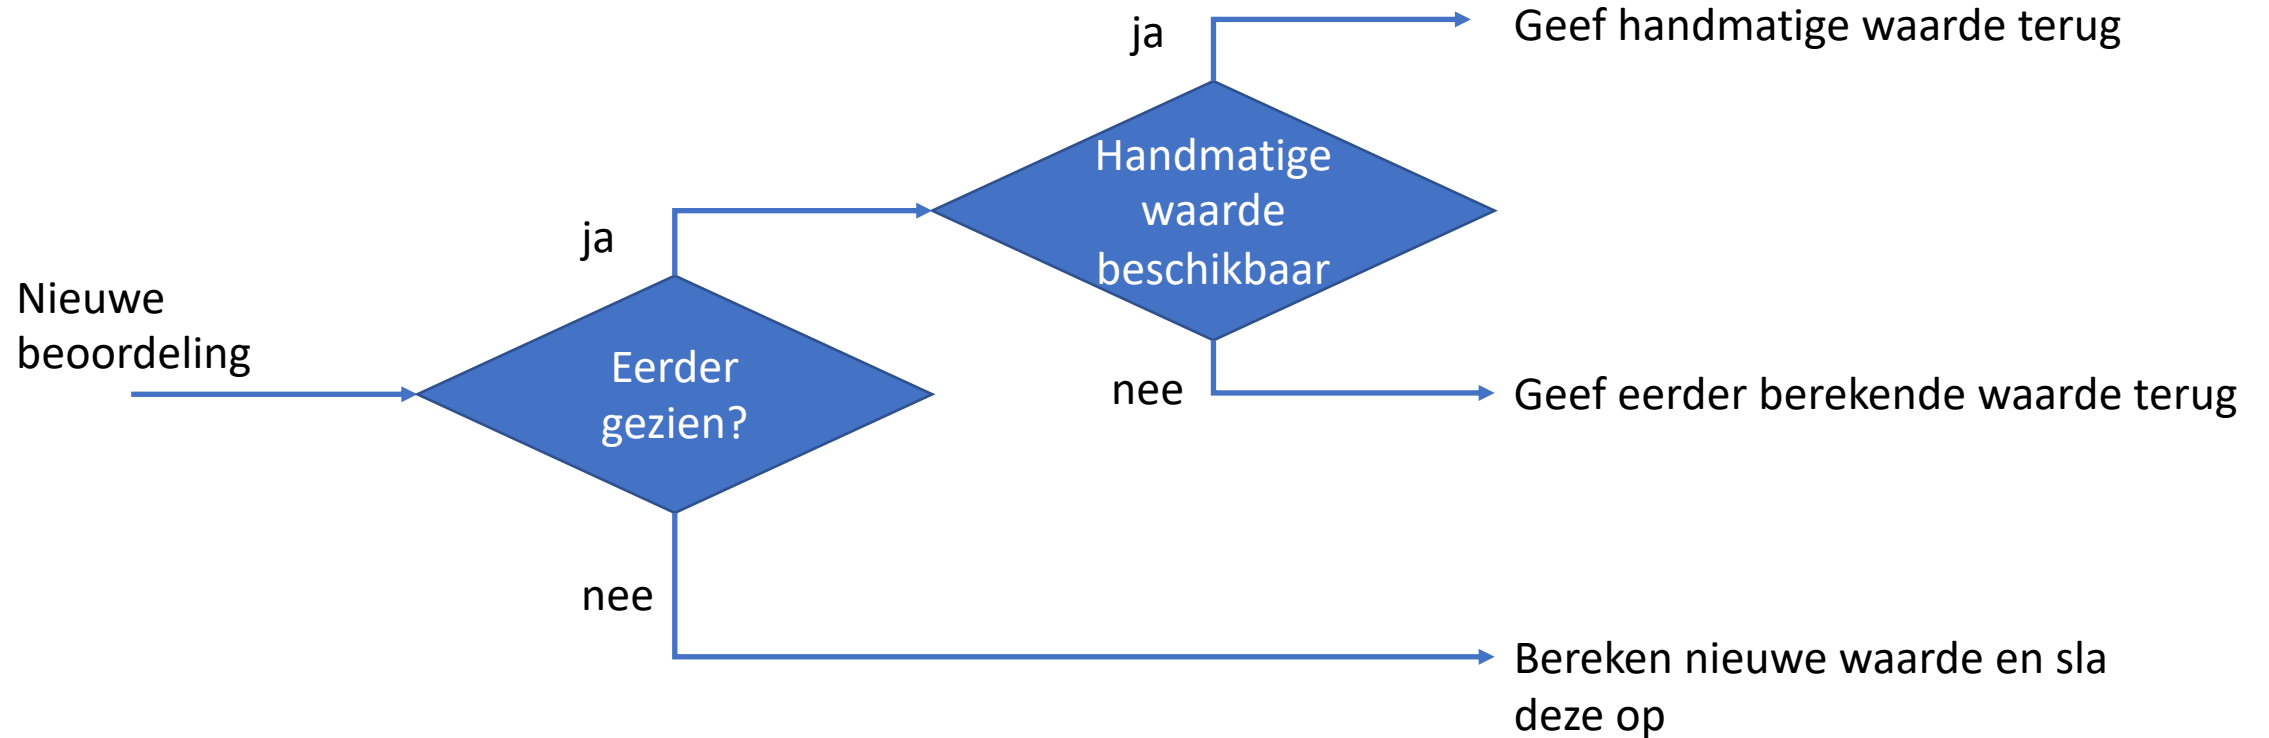 Nieuwe
beoordeling
Eerder
gezien?
ja
nee
Handmatige
waarde
beschikbaar
ja
nee
Geef handmatige waarde terug
Geef eerder berekende waarde terug
Bereken nieuwe waarde en sla
deze op